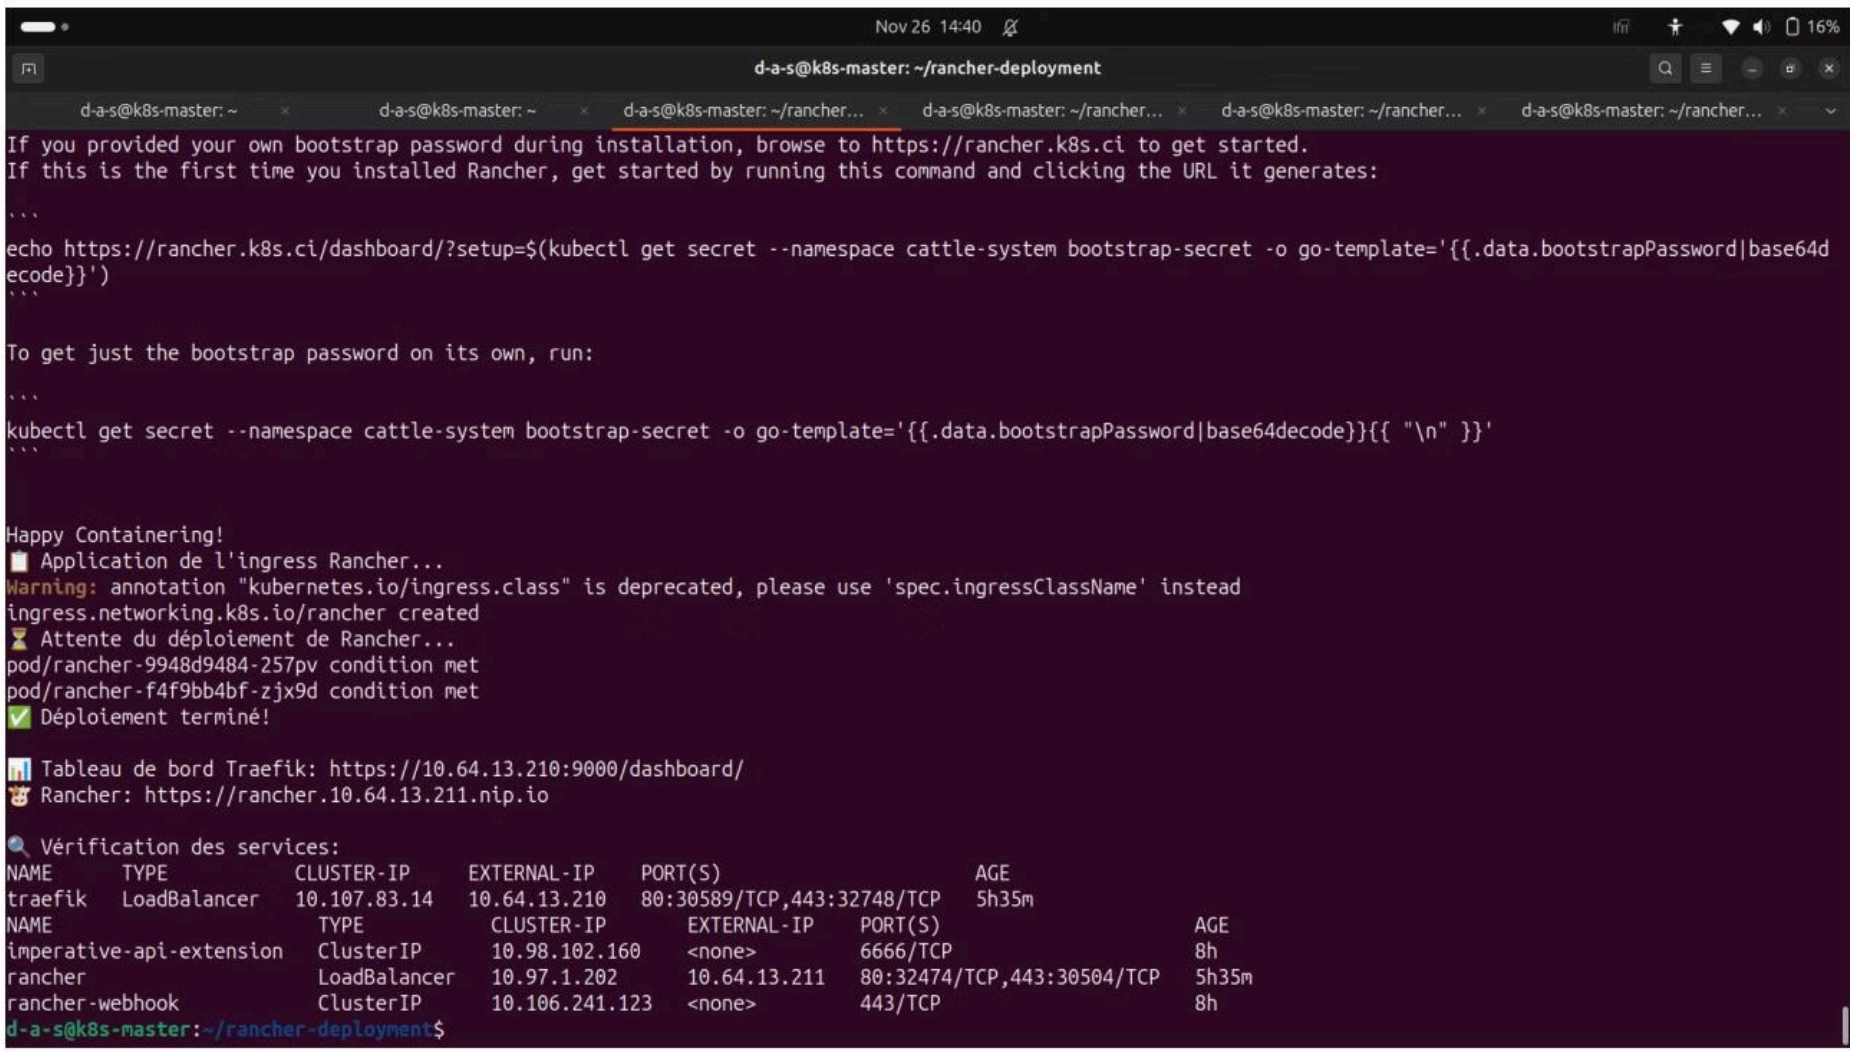 Nov 26 14:40
16%
d-a-s@k8s-master: ~/rancher-deployment
d-a-s@k8s-master: ~
d-a-s@k8s-master: ~
d-a-s@k8s-master: ~/rancher...
d-a-s@k8s-master: ~/rancher...
d-a-s@k8s-master: ~/rancher...
d-a-s@k8s-master: ~/rancher...
If you provided your own bootstrap password during installation, browse to https://rancher.k8s.ci to get started.
If this is the first time you installed Rancher, get started by running this command and clicking the URL it generates:
```
echo https://rancher.k8s.ci/dashboard/?setup=$(kubectl get secret --namespace cattle-system bootstrap-secret -o go-template='{{.data.bootstrapPassword|base64d
ecode}}')
```
To get just the bootstrap password on its own, run:
```
kubectl get secret --namespace cattle-system bootstrap-secret -o go-template='{{.data.bootstrapPassword|base64decode}}{{ "\n" }}'
```
Happy Containering!
📋 Application de l'ingress Rancher...
Warning: annotation "kubernetes.io/ingress.class" is deprecated, please use 'spec.ingressClassName' instead
ingress.networking.k8s.io/rancher created
⏳ Attente du déploiement de Rancher...
pod/rancher-9948d9484-257pv condition met
pod/rancher-f4f9bb4bf-zjx9d condition met
✅ Déploiement terminé!
📊 Tableau de bord Traefik: https://10.64.13.210:9000/dashboard/
🐮 Rancher: https://rancher.10.64.13.211.nip.io
🔍 Vérification des services:
NAME TYPE CLUSTER-IP EXTERNAL-IP PORT(S) AGE
traefik LoadBalancer 10.107.83.14 10.64.13.210 80:30589/TCP,443:32748/TCP 5h35m
NAME TYPE CLUSTER-IP EXTERNAL-IP PORT(S) AGE
imperative-api-extension ClusterIP 10.98.102.160 <none> 6666/TCP 8h
rancher LoadBalancer 10.97.1.202 10.64.13.211 80:32474/TCP,443:30504/TCP 5h35m
rancher-webhook ClusterIP 10.106.241.123 <none> 443/TCP 8h
d-a-s@k8s-master:~/rancher-deployment$